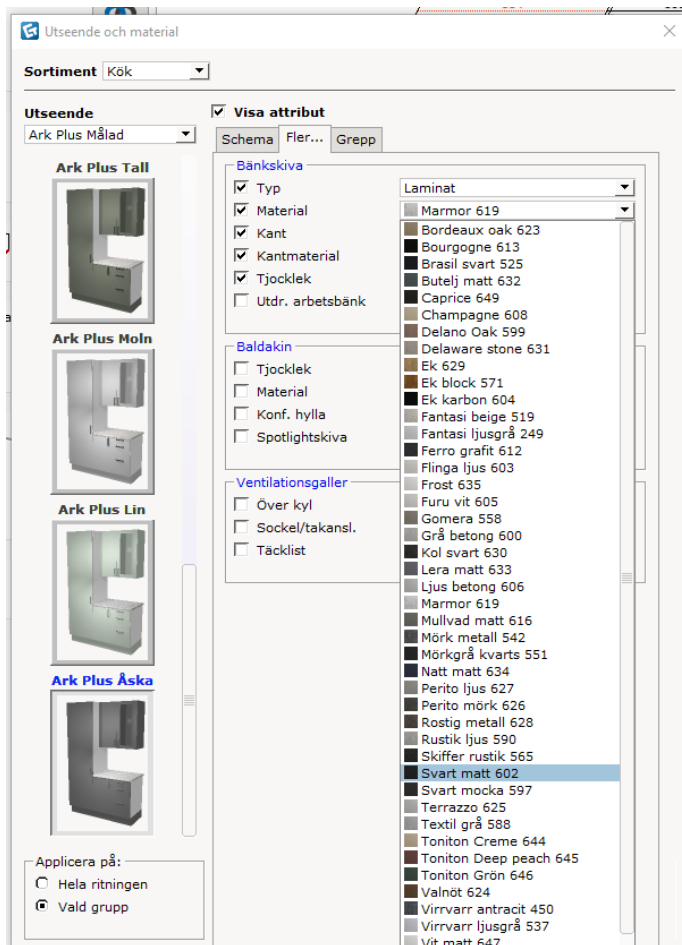 Utseende och material
Sortiment Kök
Utseende
Ark Plus Målad
Ark Plus Tall
Ark Plus Moln
Ark Plus Lin
Ark Plus Åska
Applicera på:
Hela ritningen
Vald grupp
Visa attribut
Schema Fler... Grepp
Bänkskiva
Typ Laminat
Material Marmor 619
Kant
Kantmaterial
Tjocklek
Utdr. arbetsbänk
Baldakin
Tjocklek
Material
Konf. hylla
Spotlightskiva
Ventilationsgaller
Över kyl
Sockel/takansl.
Täcklist
Bordeaux oak 623
Bourgogne 613
Brasil svart 525
Butelj matt 632
Caprice 649
Champagne 608
Delano Oak 599
Delaware stone 631
Ek 629
Ek block 571
Ek karbon 604
Fantasi beige 519
Fantasi ljusgrå 249
Ferro grafit 612
Flinga ljus 603
Frost 635
Furu vit 605
Gomera 558
Grå betong 600
Kol svart 630
Lera matt 633
Ljus betong 606
Marmor 619
Mullvad matt 616
Mörk metall 542
Mörkgrå kvarts 551
Natt matt 634
Perito ljus 627
Perito mörk 626
Rostig metall 628
Rustik ljus 590
Skiffer rustik 565
Svart matt 602
Svart mocka 597
Terrazzo 625
Textil grå 588
Toniton Creme 644
Toniton Deep peach 645
Toniton Grön 646
Valnöt 624
Virrvarr antracit 450
Virrvarr ljusgrå 537
Vit matt 647